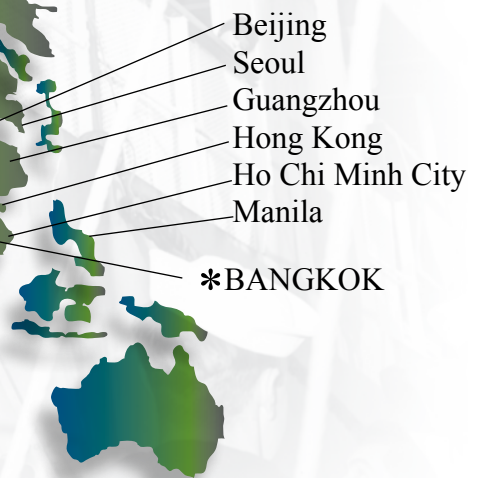 Beijing
Seoul
Guangzhou
Hong Kong
Ho Chi Minh City
Manila
*BANGKOK